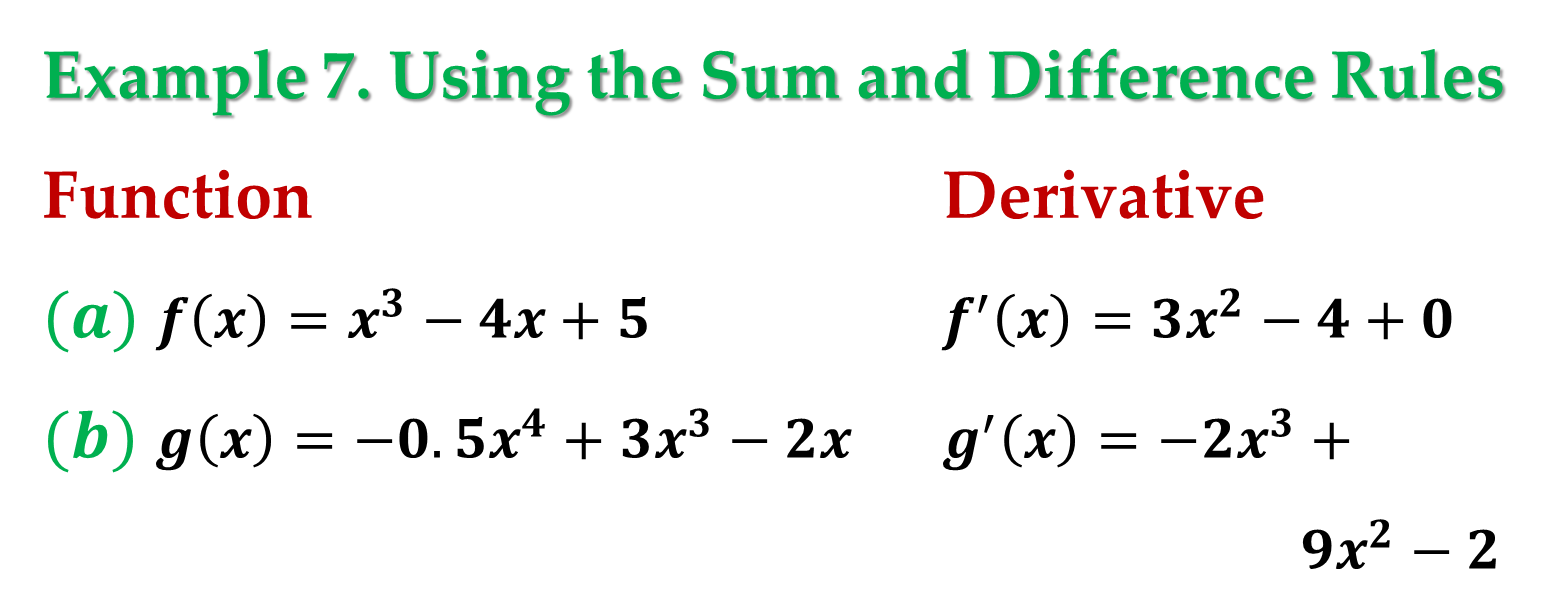 Example 7. Using the Sum and Difference Rules
Function Derivative
(a) f(x) = x³ − 4x + 5 f′(x) = 3x² − 4 + 0
(b) g(x) = −0.5x⁴ + 3x³ − 2x g′(x) = −2x³ +
9x² − 2